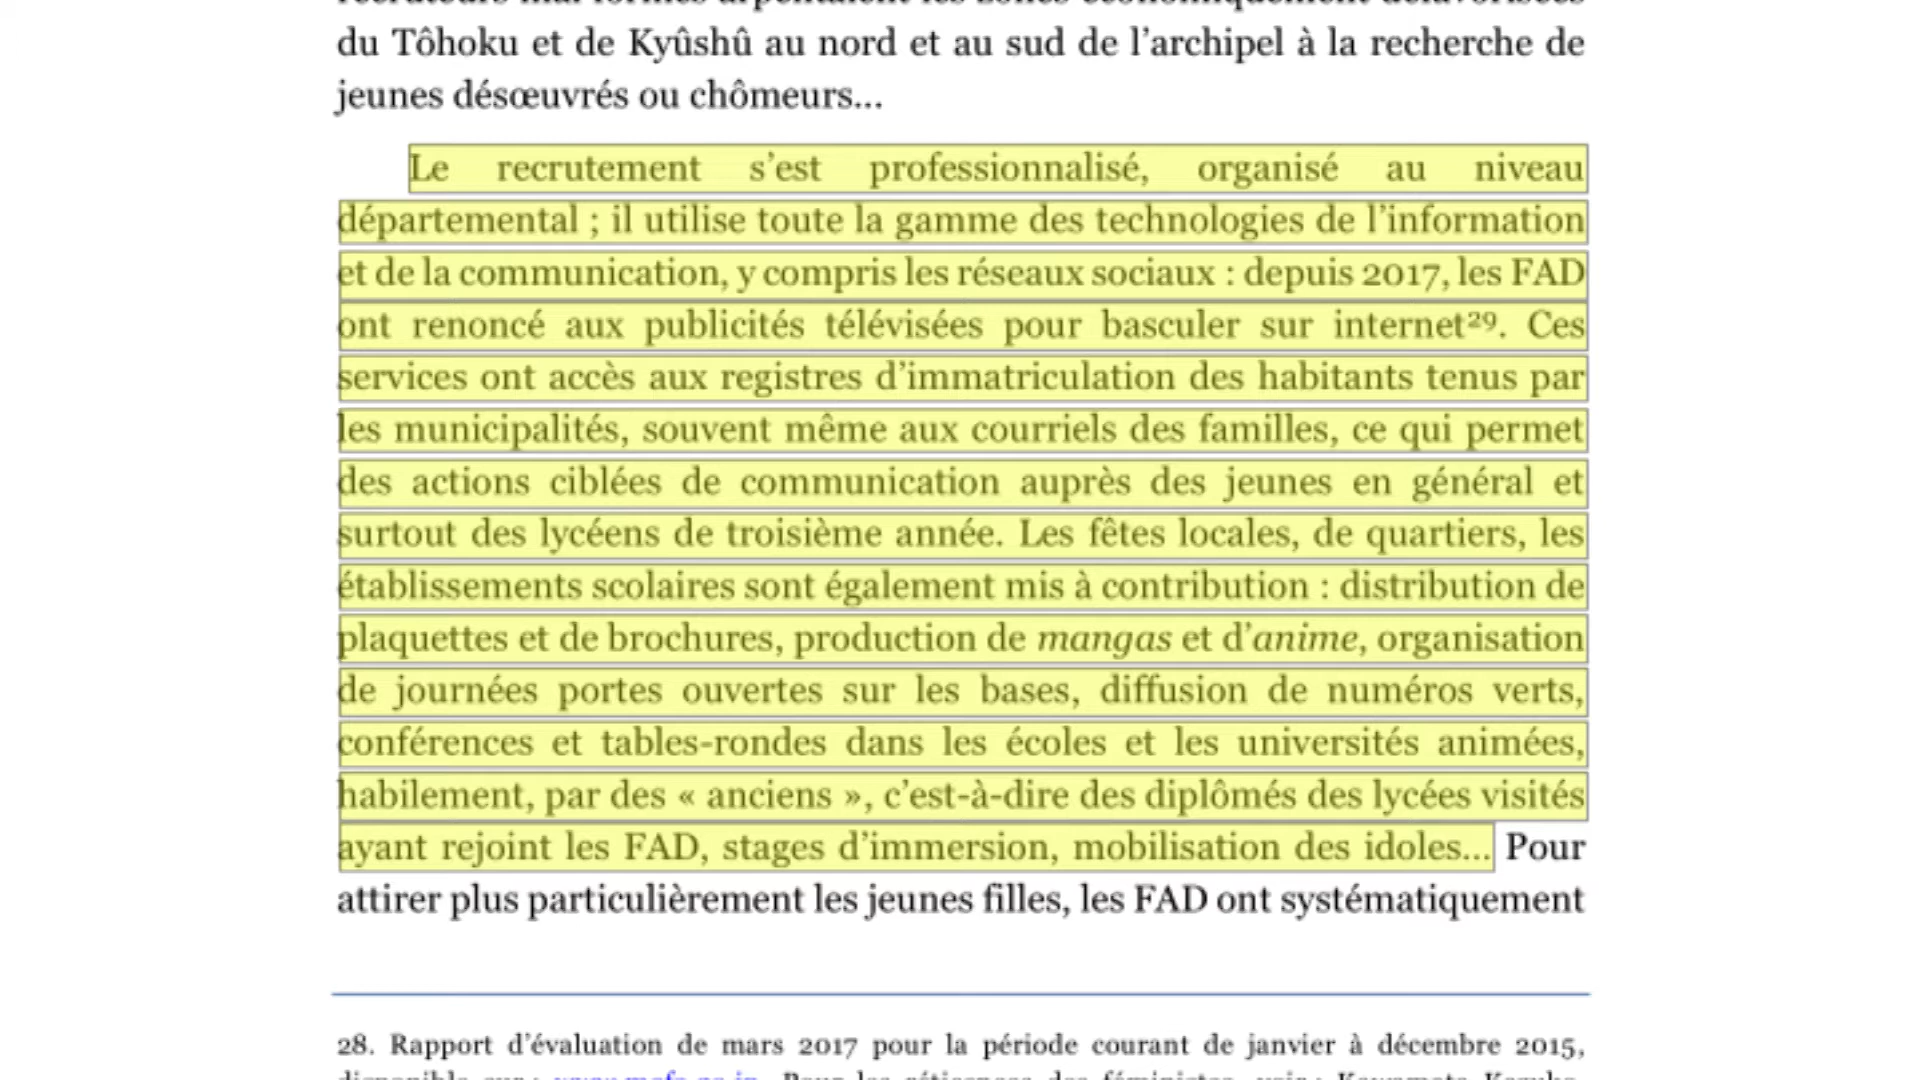 du Tôhoku et de Kyûshû au nord et au sud de l’archipel à la recherche de
jeunes désœuvrés ou chômeurs...
Le recrutement s’est professionnalisé, organisé au niveau
départemental ; il utilise toute la gamme des technologies de l’information
et de la communication, y compris les réseaux sociaux : depuis 2017, les FAD
ont renoncé aux publicités télévisées pour basculer sur internet²⁹. Ces
services ont accès aux registres d’immatriculation des habitants tenus par
les municipalités, souvent même aux courriels des familles, ce qui permet
des actions ciblées de communication auprès des jeunes en général et
surtout des lycéens de troisième année. Les fêtes locales, de quartiers, les
établissements scolaires sont également mis à contribution : distribution de
plaquettes et de brochures, production de mangas et d’anime, organisation
de journées portes ouvertes sur les bases, diffusion de numéros verts,
conférences et tables-rondes dans les écoles et les universités animées,
habilement, par des « anciens », c’est-à-dire des diplômés des lycées visités
ayant rejoint les FAD, stages d’immersion, mobilisation des idoles... Pour
attirer plus particulièrement les jeunes filles, les FAD ont systématiquement
28. Rapport d’évaluation de mars 2017 pour la période courant de janvier à décembre 2015,